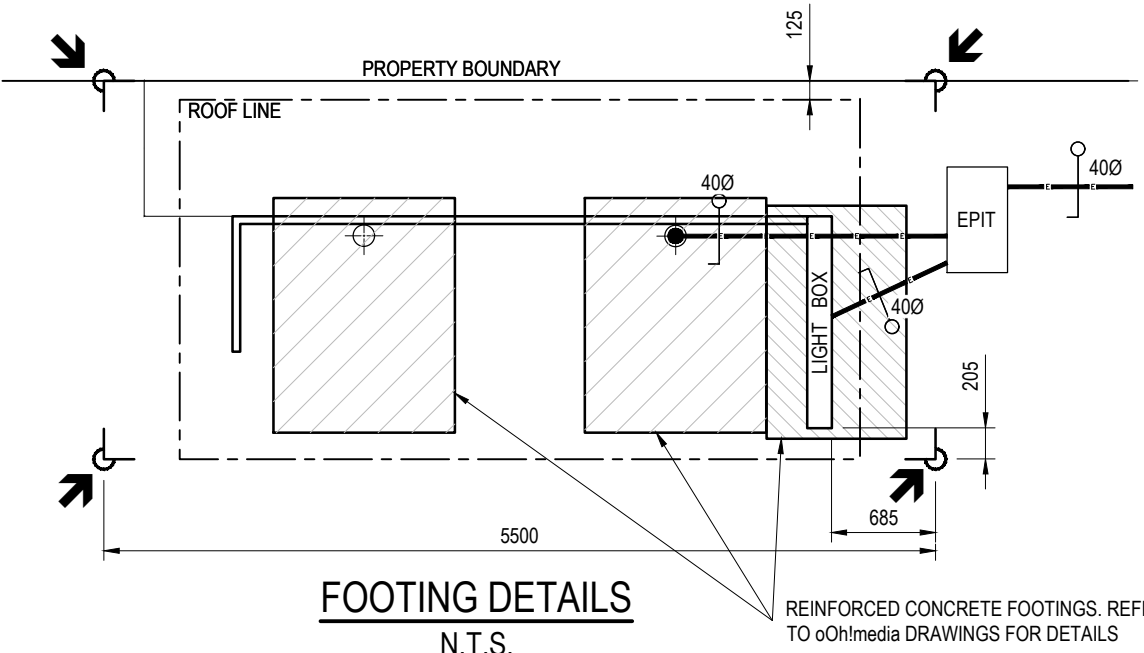 125
PROPERTY BOUNDARY
ROOF LINE
40Ø
40Ø
EPIT
E E E E E E
LIGHT BOX
E E
40Ø
205
685
5500
FOOTING DETAILS
N.T.S.
REINFORCED CONCRETE FOOTINGS. REF
TO oOh!media DRAWINGS FOR DETAILS